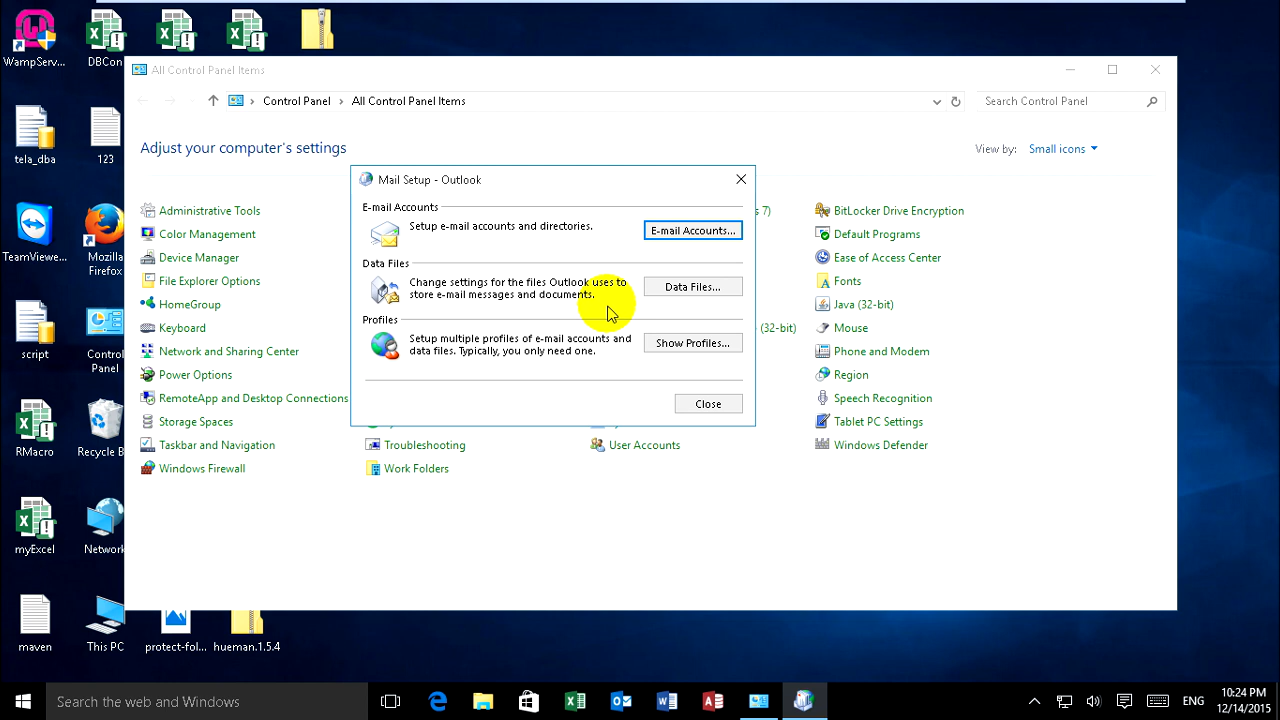 WampServ...
DBCon
All Control Panel Items
Control Panel > All Control Panel Items
Search Control Panel
Adjust your computer's settings
View by: Small icons
tela_dba
123
TeamViewe...
Mozilla
Firefox
script
Control
Panel
RMacro
Recycle B
myExcel
Network
maven
This PC
protect-fol...
hueman.1.5.4
Administrative Tools
Color Management
Device Manager
File Explorer Options
HomeGroup
Keyboard
Network and Sharing Center
Power Options
RemoteApp and Desktop Connections
Storage Spaces
Taskbar and Navigation
Windows Firewall
Troubleshooting
Work Folders
7)
(32-bit)
User Accounts
BitLocker Drive Encryption
Default Programs
Ease of Access Center
Fonts
Java (32-bit)
Mouse
Phone and Modem
Region
Speech Recognition
Tablet PC Settings
Windows Defender
Mail Setup - Outlook
E-mail Accounts
Setup e-mail accounts and directories.
E-mail Accounts...
Data Files
Change settings for the files Outlook uses to
store e-mail messages and documents.
Data Files...
Profiles
Setup multiple profiles of e-mail accounts and
data files. Typically, you only need one.
Show Profiles...
Close
Search the web and Windows
ENG
10:24 PM
12/14/2015